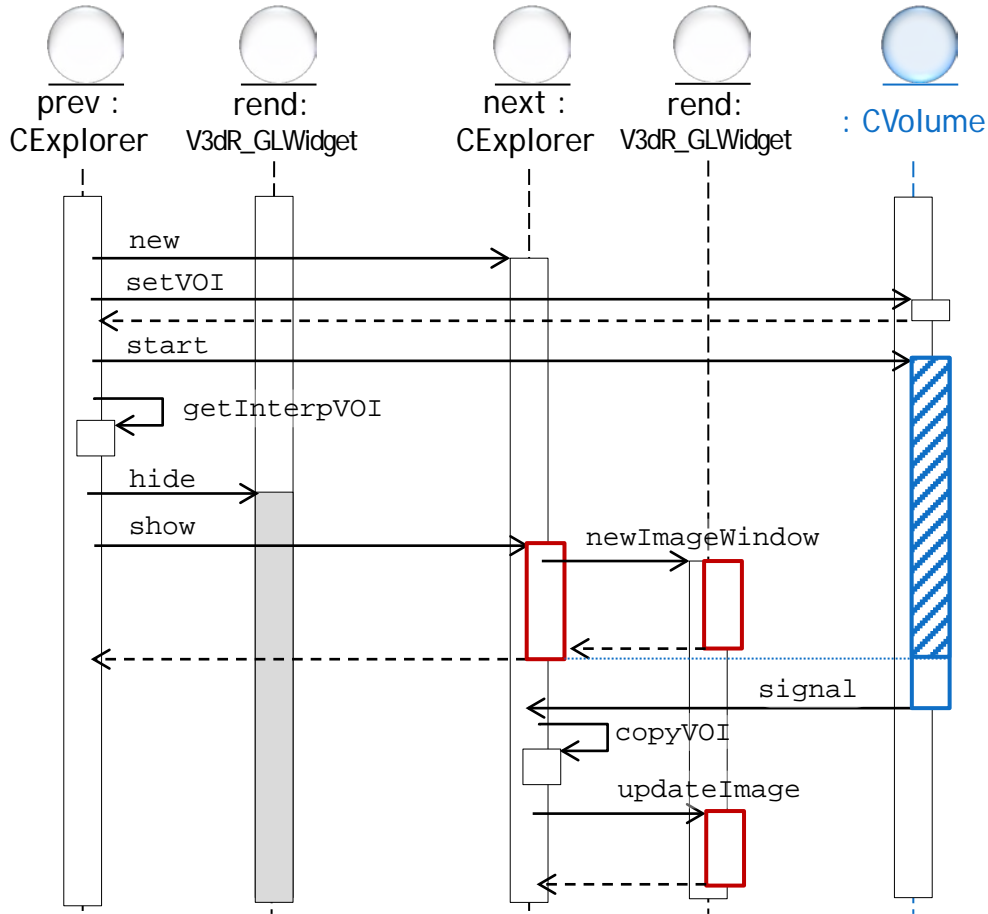 prev :
CExplorer
rend:
V3dR_GLWidget
next :
CExplorer
rend:
V3dR_GLWidget
: CVolume
new
setVOI
start
getInterpVOI
hide
show
newImageWindow
signal
copyVOI
updateImage